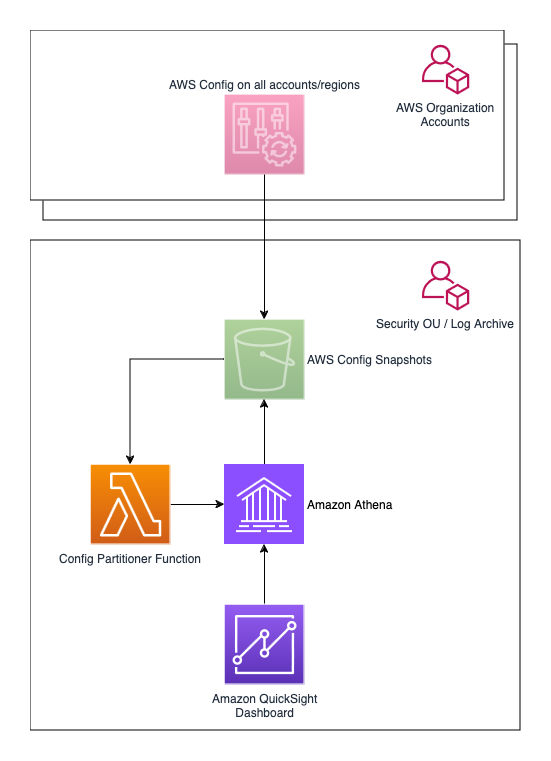 AWS Config on all accounts/regions
AWS Organization
Accounts
Security OU / Log Archive
AWS Config Snapshots
Amazon Athena
Config Partitioner Function
Amazon QuickSight
Dashboard